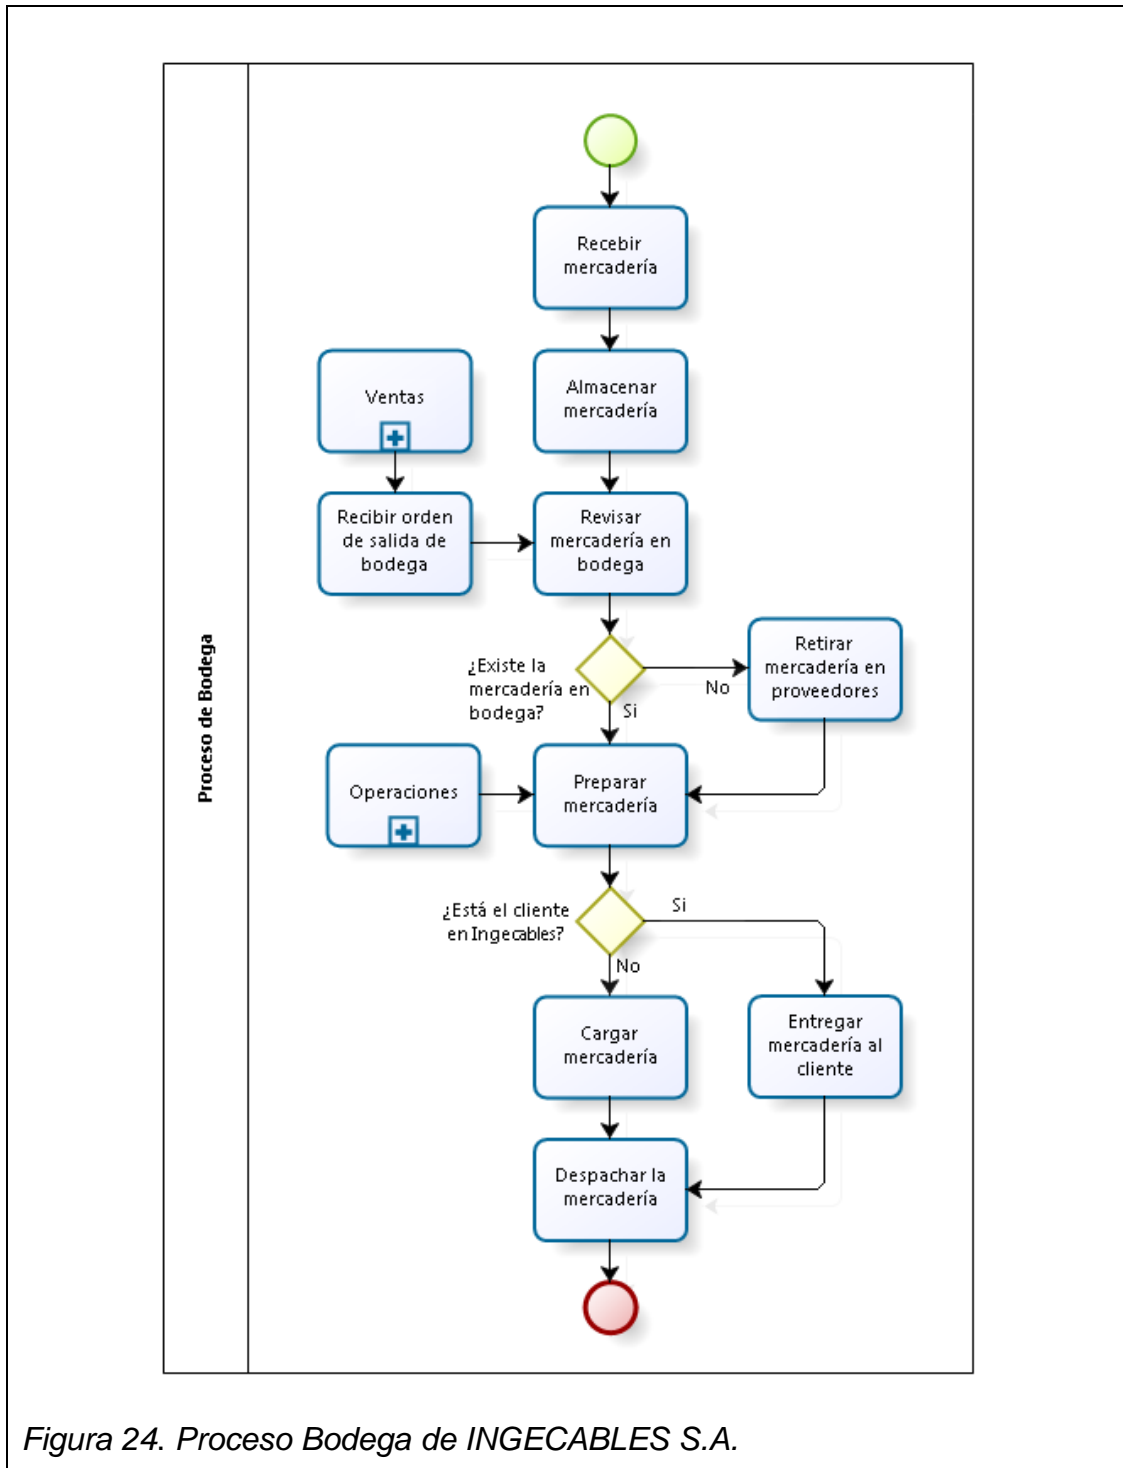 Proceso de Bodega
Recebir
mercadería
Ventas
Almacenar
mercadería
Recibir orden
de salida de
bodega
Revisar
mercadería en
bodega
¿Existe la
mercadería en
bodega?
No
Si
Retirar
mercadería en
proveedores
Operaciones
Preparar
mercadería
¿Está el cliente
en Ingecables?
Si
No
Cargar
mercadería
Entregar
mercadería al
cliente
Despachar la
mercadería
Figura 24. Proceso Bodega de INGECABLES S.A.